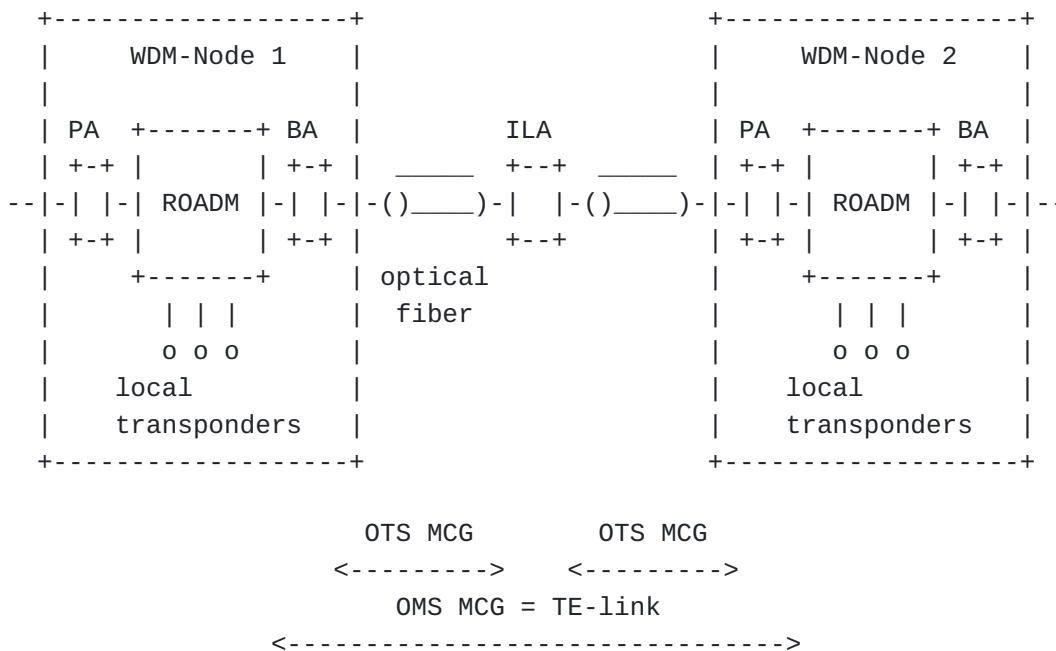 WDM-Node 1 WDM-Node 2
PA BA ILA PA BA
ROADM ROADM
optical
fiber
o o o o o o
local local
transponders transponders
OTS MCG OTS MCG
OMS MCG = TE-link